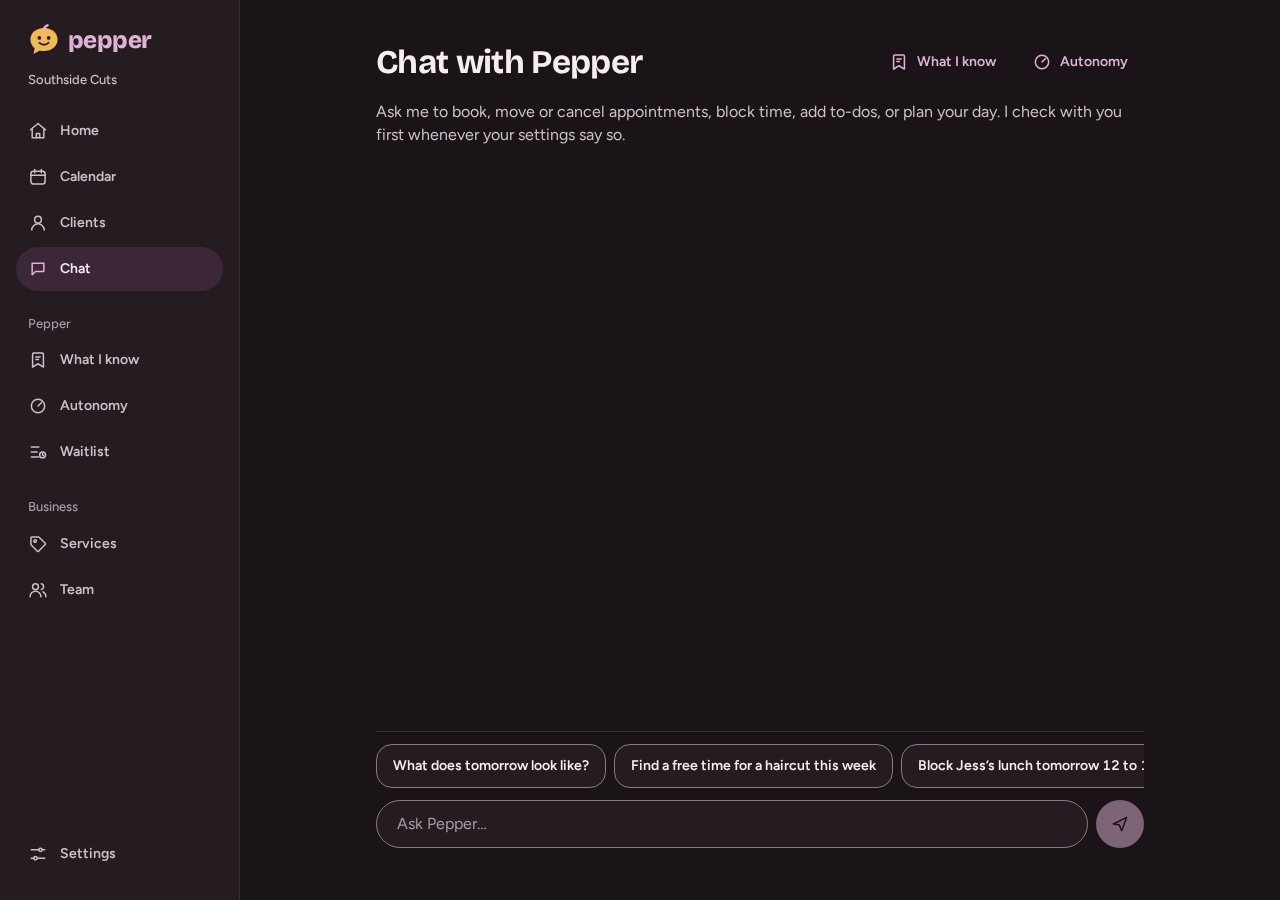 pepper
Southside Cuts
Home
Calendar
Clients
Chat
Pepper
What I know
Autonomy
Waitlist
Business
Services
Team
Settings
Chat with Pepper
What I know
Autonomy
Ask me to book, move or cancel appointments, block time, add to-dos, or plan your day. I check with you
first whenever your settings say so.
What does tomorrow look like?
Find a free time for a haircut this week
Block Jess’s lunch tomorrow 12 to
Ask Pepper…